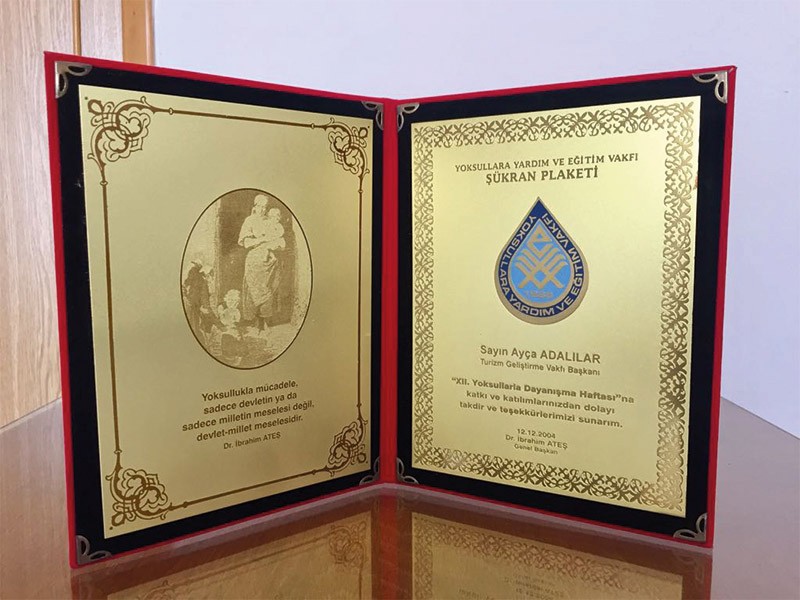 Yoksullukla mücadele,
sadece devletin ya da
sadece milletin meselesi değil,
devlet-millet meselesidir.
Dr. İbrahim ATEŞ
YOKSULLARA YARDIM VE EĞİTİM VAKFI
ŞÜKRAN PLAKETİ
YOKSULLARA YARDIM VE EĞİTİM VAKFI
Sayın Ayça ADALILAR
Turizm Geliştirme Vakfı Başkanı
"XII. Yoksullarla Dayanışma Haftası"na
katkı ve katılımlarınızdan dolayı
takdir ve teşekkürlerimizi sunarım.
12.12.2004
Dr. İbrahim ATEŞ
Genel Başkan